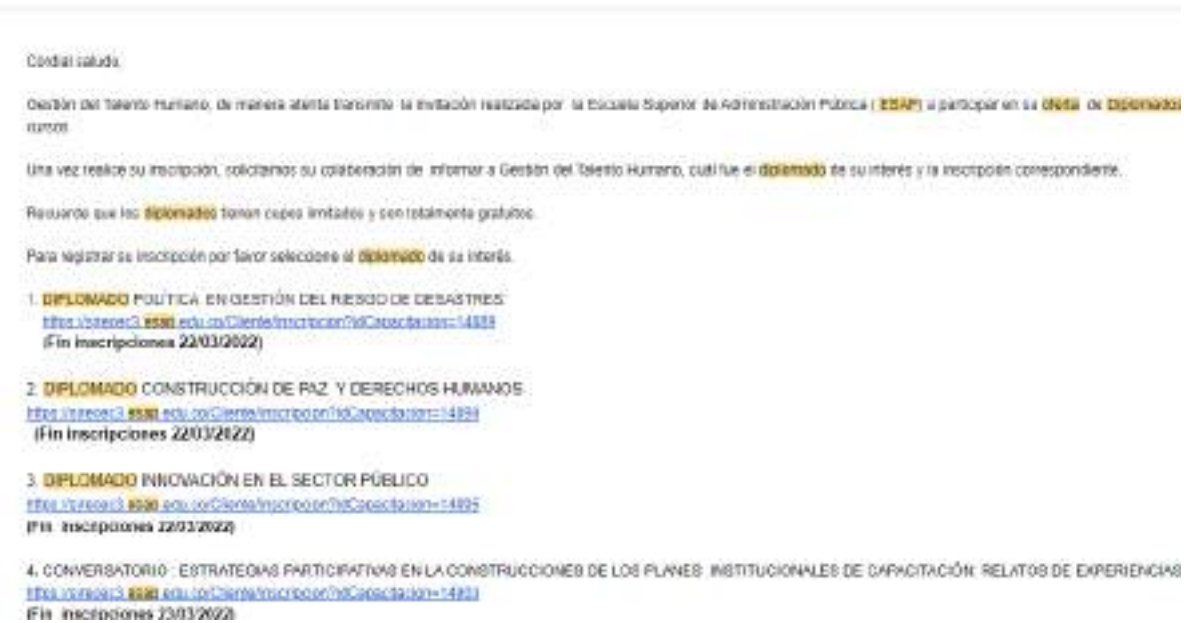 Cordial saludo
Gestión del Talento Humano, de manera atenta transmite la invitación realizada por la Escuela Superior de Administración Pública ( ESAP) a participar en su oferta de Diplomados
cursos
Una vez realice su inscripción, solicitamos su colaboración de informar a Gestión del Talento Humano, cuál fue el diplomado de su interés y la inscripción correspondiente.
Recuerde que los diplomados tienen cupos limitados y son totalmente gratuitos.
Para registrar su inscripción por favor seleccione el diplomado de su interés.
1. DIPLOMADO POLÍTICA EN GESTIÓN DEL RIESGO DE DESASTRES
(Fin inscripciones 22/03/2022)
2. DIPLOMADO CONSTRUCCIÓN DE PAZ Y DERECHOS HUMANOS
(Fin inscripciones 22/03/2022)
3. DIPLOMADO INNOVACIÓN EN EL SECTOR PÚBLICO
(Fin inscripciones 22/03/2022)
4. CONVERSATORIO : ESTRATEGIAS PARTICIPATIVAS EN LA CONSTRUCCIONES DE LOS PLANES INSTITUCIONALES DE CAPACITACIÓN: RELATOS DE EXPERIENCIAS
(Fin inscripciones 23/03/2022)